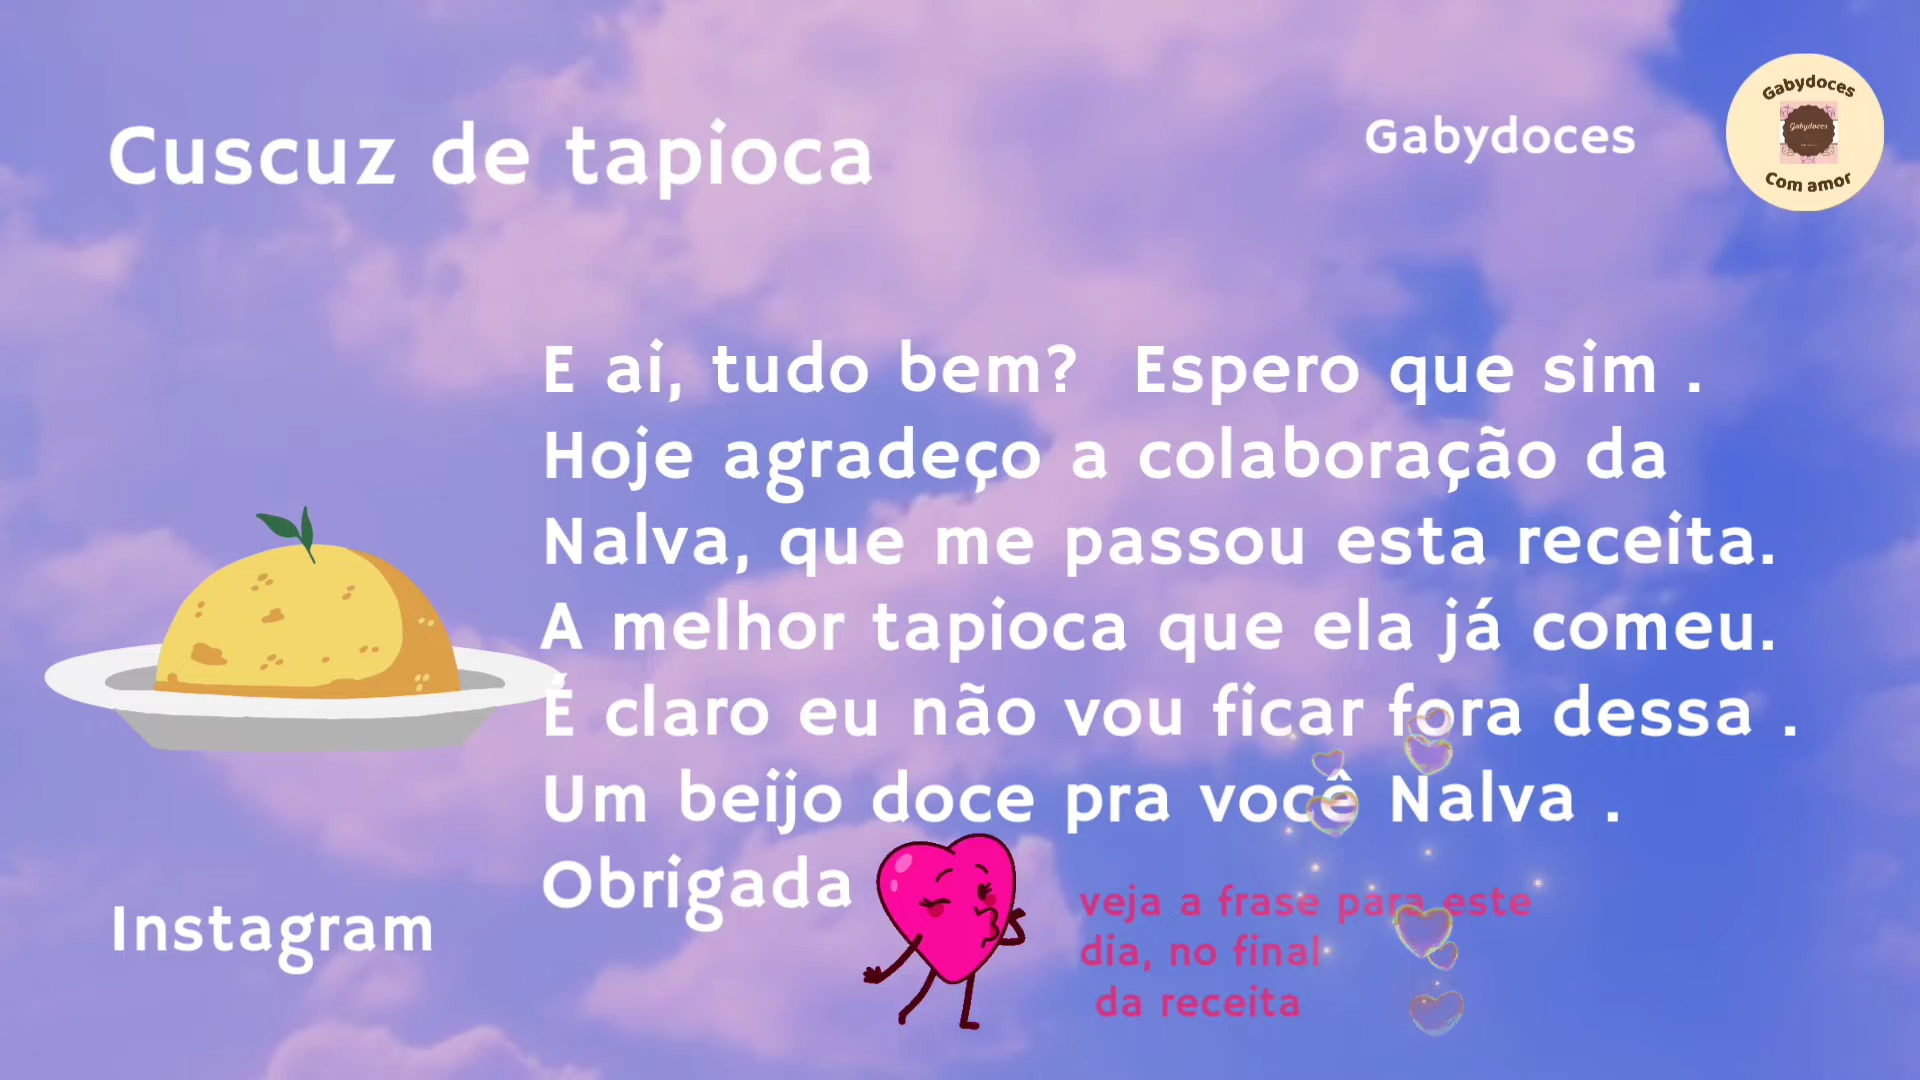 Cuscuz de tapioca
Gabydoces
Gabydoces
Gabydoces
Com amor
E ai, tudo bem? Espero que sim .
Hoje agradeço a colaboração da
Nalva, que me passou esta receita.
A melhor tapioca que ela já comeu.
É claro eu não vou ficar fora dessa .
Um beijo doce pra você Nalva .
Obrigada
veja a frase para este
dia, no final
da receita
Instagram